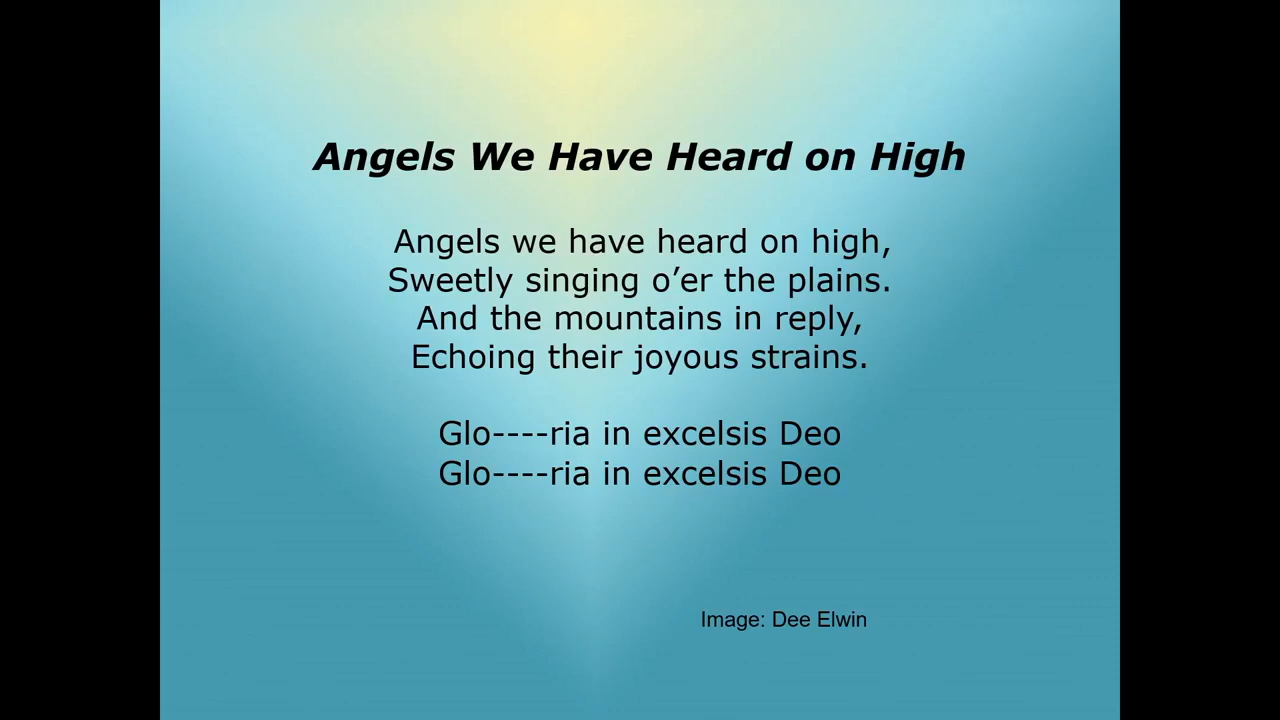 Angels We Have Heard on High
Angels we have heard on high,
Sweetly singing o’er the plains.
And the mountains in reply,
Echoing their joyous strains.
Glo----ria in excelsis Deo
Glo----ria in excelsis Deo
Image: Dee Elwin